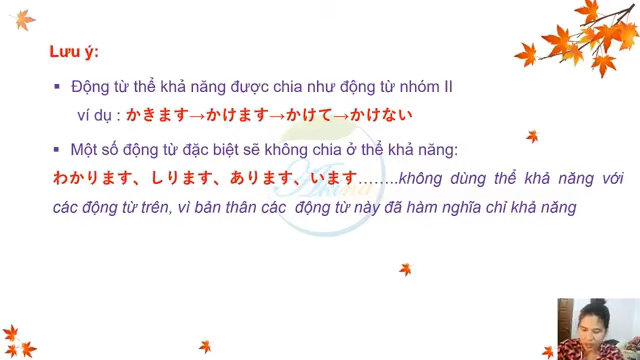 Lưu ý:
▪ Động từ thể khả năng được chia như động từ nhóm II
ví dụ : かきます→かけます→かけて→かけない
▪ Một số động từ đặc biệt sẽ không chia ở thể khả năng:
わかります、しります、あります、います……..không dùng thể khả năng với
các động từ trên, vì bản thân các động từ này đã hàm nghĩa chỉ khả năng